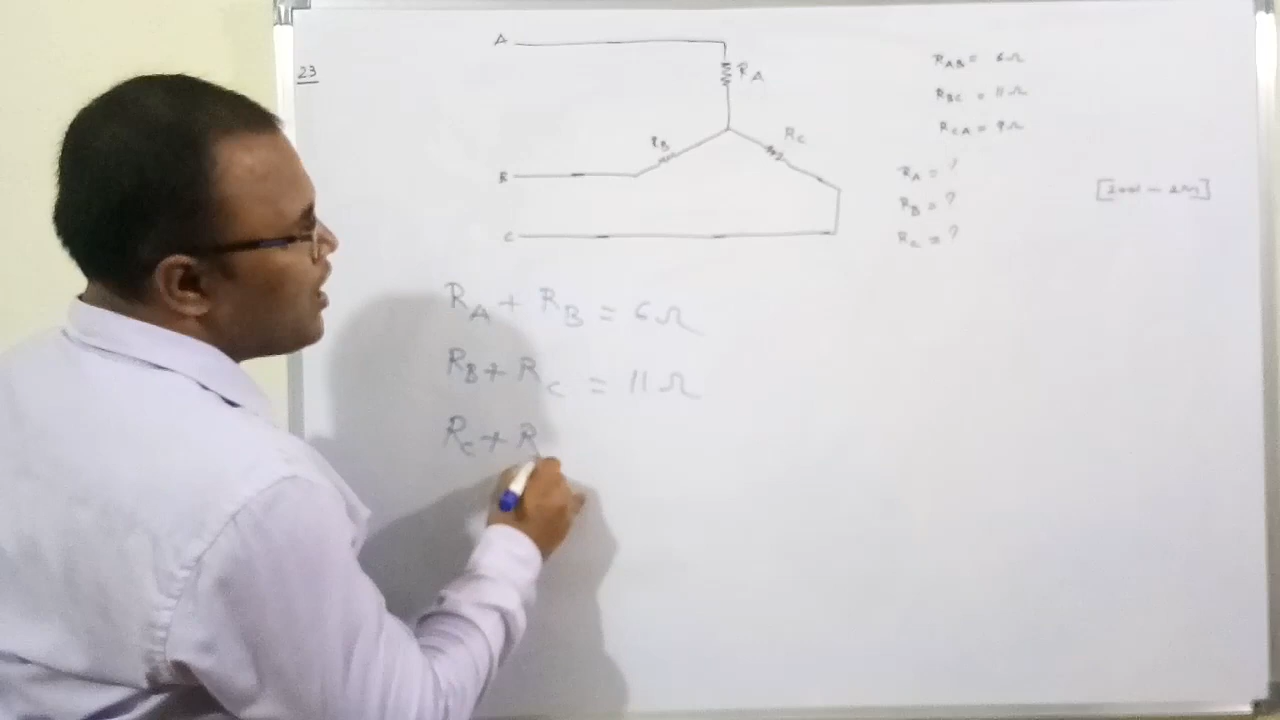 23
A
R_A
R_AB = 6Ω
R_BC = 11Ω
R_CA = 9Ω
R_B
R_C
B
C
R_A = ?
R_B = ?
R_C = ?
R_A + R_B = 6Ω
R_B + R_C = 11Ω
R_C + R